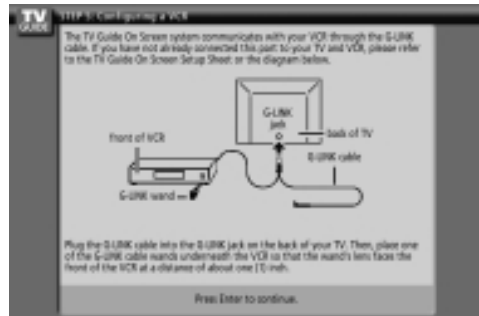 TV
GUIDE
STEP 5: Configuring a VCR
The TV Guide On Screen system communicates with your VCR through the G-LINK
cable. If you have not already connected this part to your TV and VCR, please refer
to the TV Guide On Screen Setup Sheet or the diagram below.
G-LINK
jack
front of VCR
back of TV
G-LINK cable
G-LINK wand
Plug the G-LINK cable into the G-LINK jack on the back of your TV. Then, place one
of the G-LINK cable wands underneath the VCR so that the wand's lens faces the
front of the VCR at a distance of about one (1) inch.
Press Enter to continue.